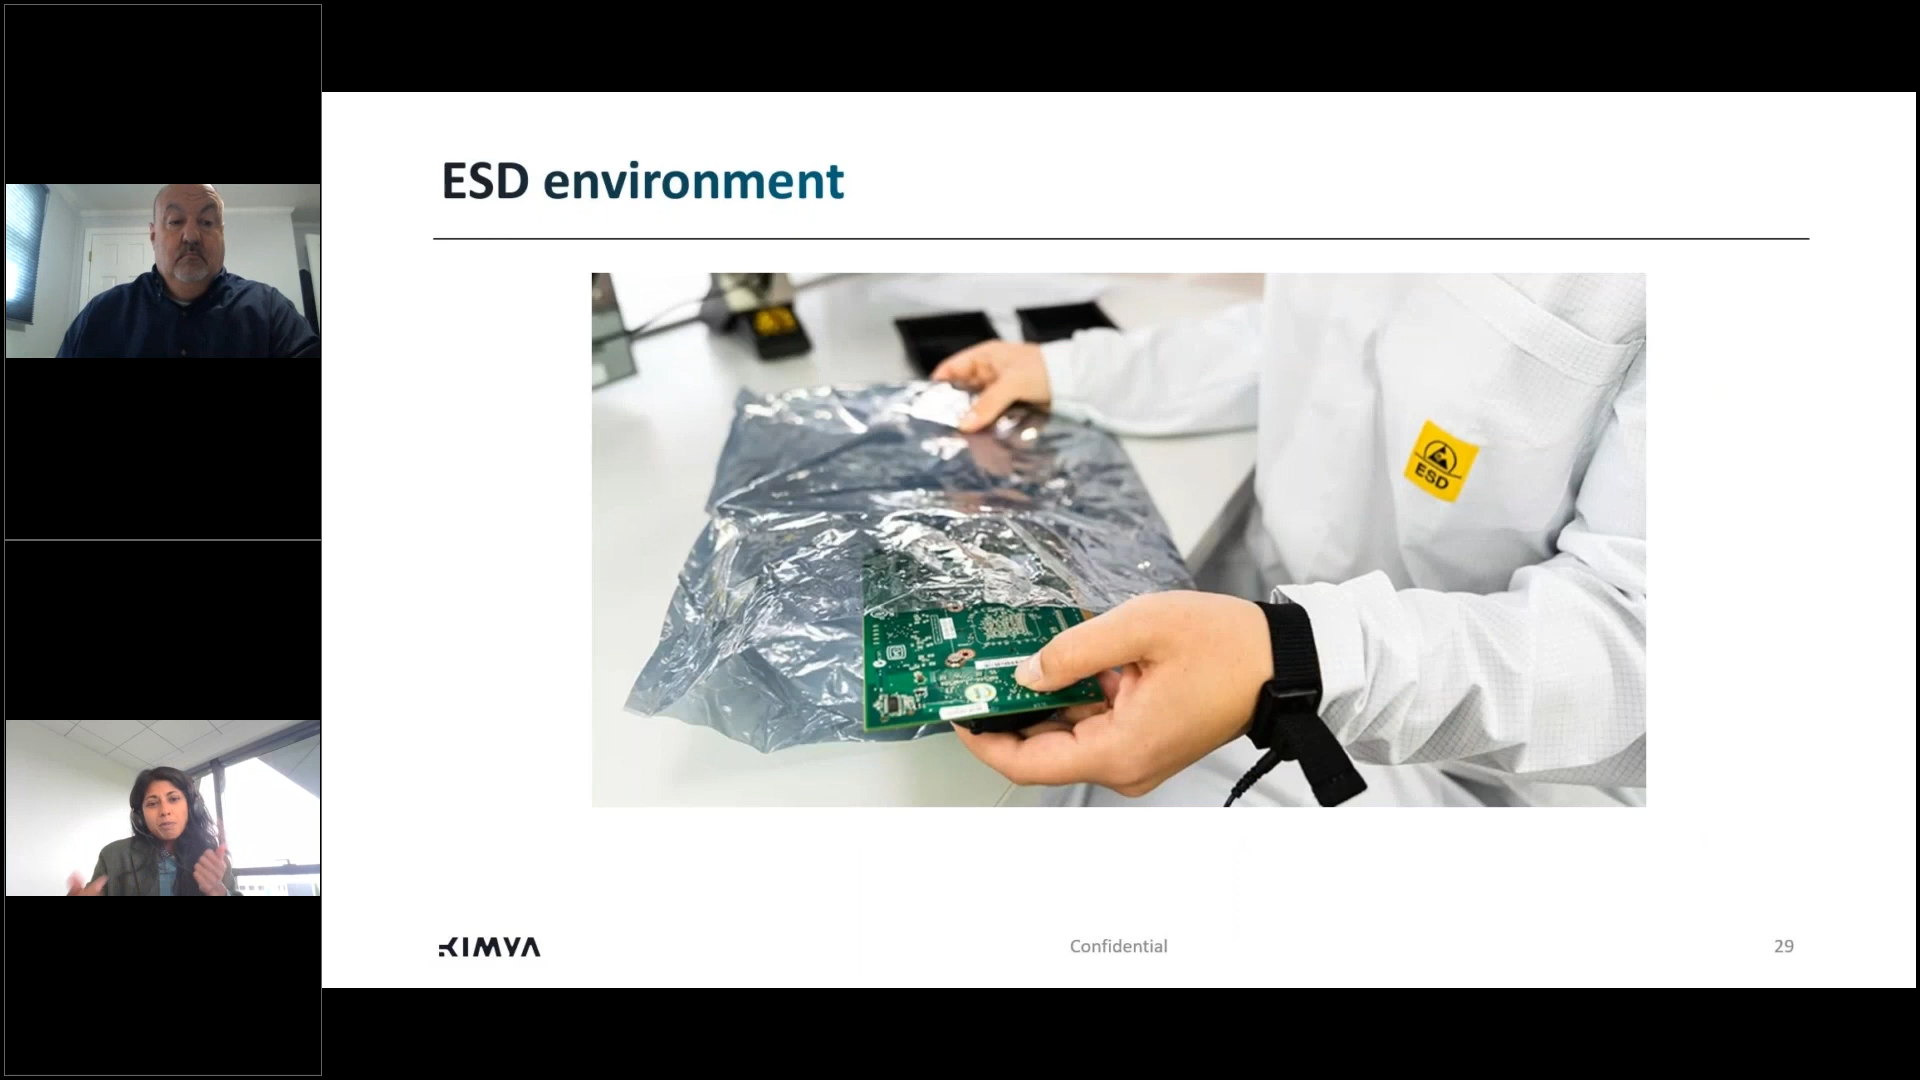 ESD environment
ESD
KIMYA
Confidential
29